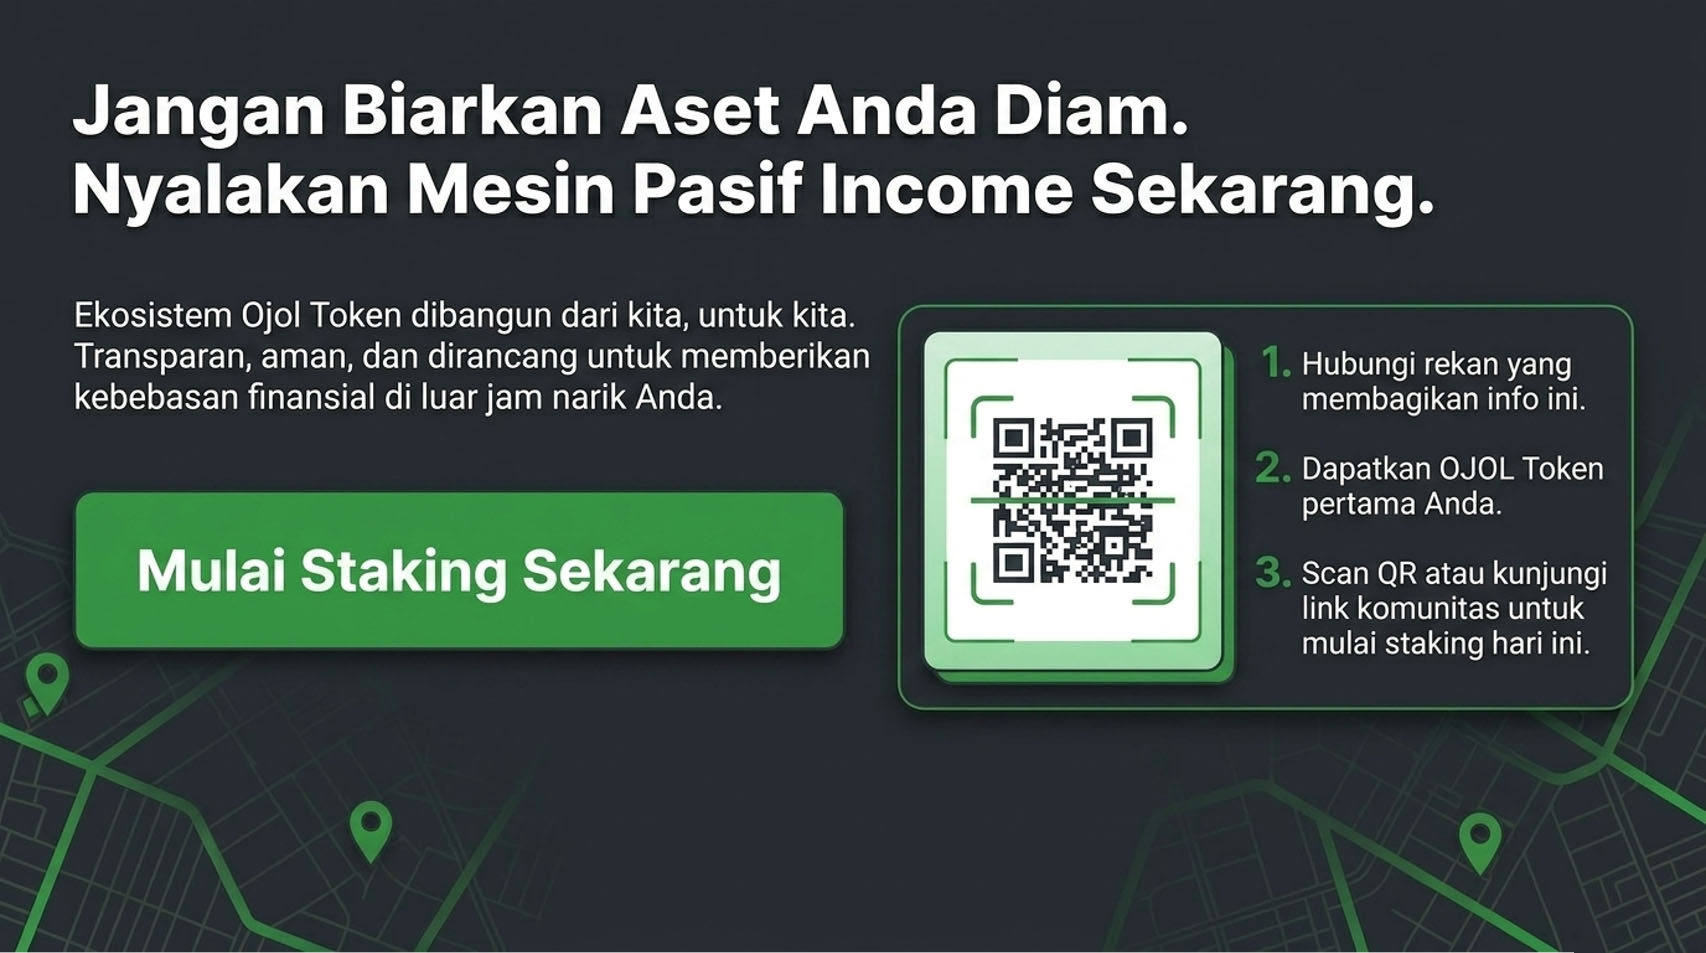 Jangan Biarkan Aset Anda Diam.
Nyalakan Mesin Pasif Income Sekarang.
Ekosistem Ojol Token dibangun dari kita, untuk kita.
Transparan, aman, dan dirancang untuk memberikan
kebebasan finansial di luar jam narik Anda.
Mulai Staking Sekarang
1. Hubungi rekan yang
membagikan info ini.
2. Dapatkan OJOL Token
pertama Anda.
3. Scan QR atau kunjungi
link komunitas untuk
mulai staking hari ini.